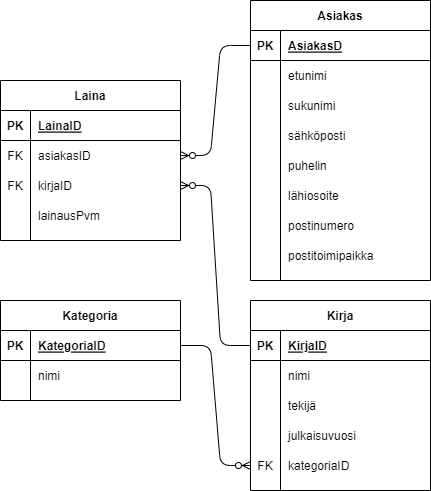 Asiakas
PK AsiakasD
etunimi
sukunimi
sähköposti
puhelin
lähiosoite
postinumero
postitoimipaikka
Laina
PK LainaID
FK asiakasID
FK kirjaID
lainausPvm
Kategoria
PK KategoriaID
nimi
Kirja
PK KirjaID
nimi
tekijä
julkaisuvuosi
FK kategoriaID